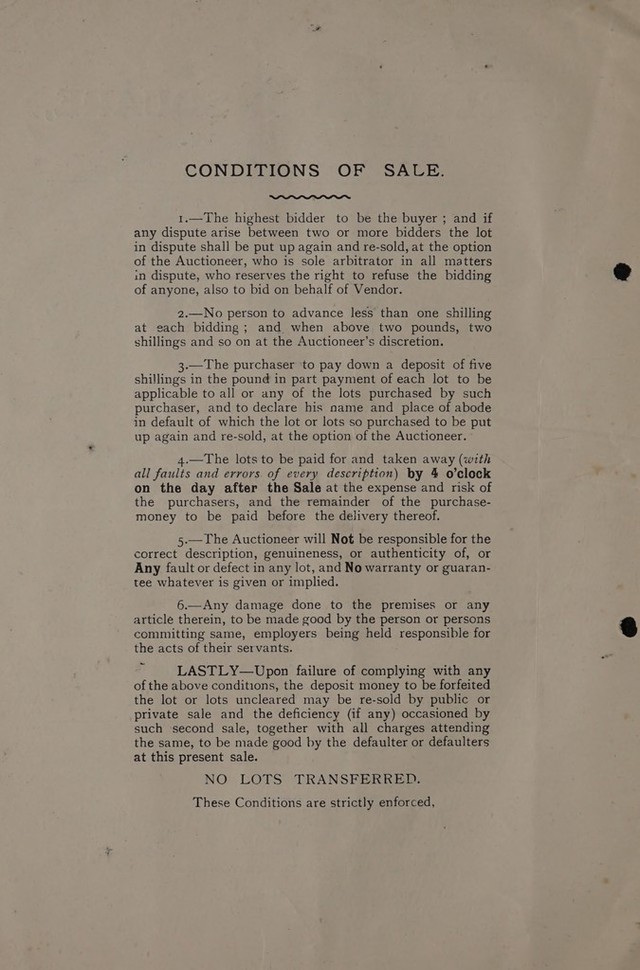 CONDITIONS OF SALE.
1.—The highest bidder to be the buyer ; and if
any dispute arise between two or more bidders the lot
in dispute shall be put up again and re-sold, at the option
of the Auctioneer, who is sole arbitrator in all matters
in dispute, who reserves the right to refuse the bidding
of anyone, also to bid on behalf of Vendor.
2.—No person to advance less than one shilling
at each bidding ; and when above two pounds, two
shillings and so on at the Auctioneer's discretion.
3.—The purchaser to pay down a deposit of five
shillings in the pound in part payment of each lot to be
applicable to all or any of the lots purchased by such
purchaser, and to declare his name and place of abode
in default of which the lot or lots so purchased to be put
up again and re-sold, at the option of the Auctioneer.
4.—The lots to be paid for and taken away (with
all faults and errors of every description) by 4 o'clock
on the day after the Sale at the expense and risk of
the purchasers, and the remainder of the purchase-
money to be paid before the delivery thereof.
5.—The Auctioneer will Not be responsible for the
correct description, genuineness, or authenticity of, or
Any fault or defect in any lot, and No warranty or guaran-
tee whatever is given or implied.
6.—Any damage done to the premises or any
article therein, to be made good by the person or persons
committing same, employers being held responsible for
the acts of their servants.
LASTLY—Upon failure of complying with any
of the above conditions, the deposit money to be forfeited
the lot or lots uncleared may be re-sold by public or
private sale and the deficiency (if any) occasioned by
such second sale, together with all charges attending
the same, to be made good by the defaulter or defaulters
at this present sale.
NO LOTS TRANSFERRED.
These Conditions are strictly enforced.